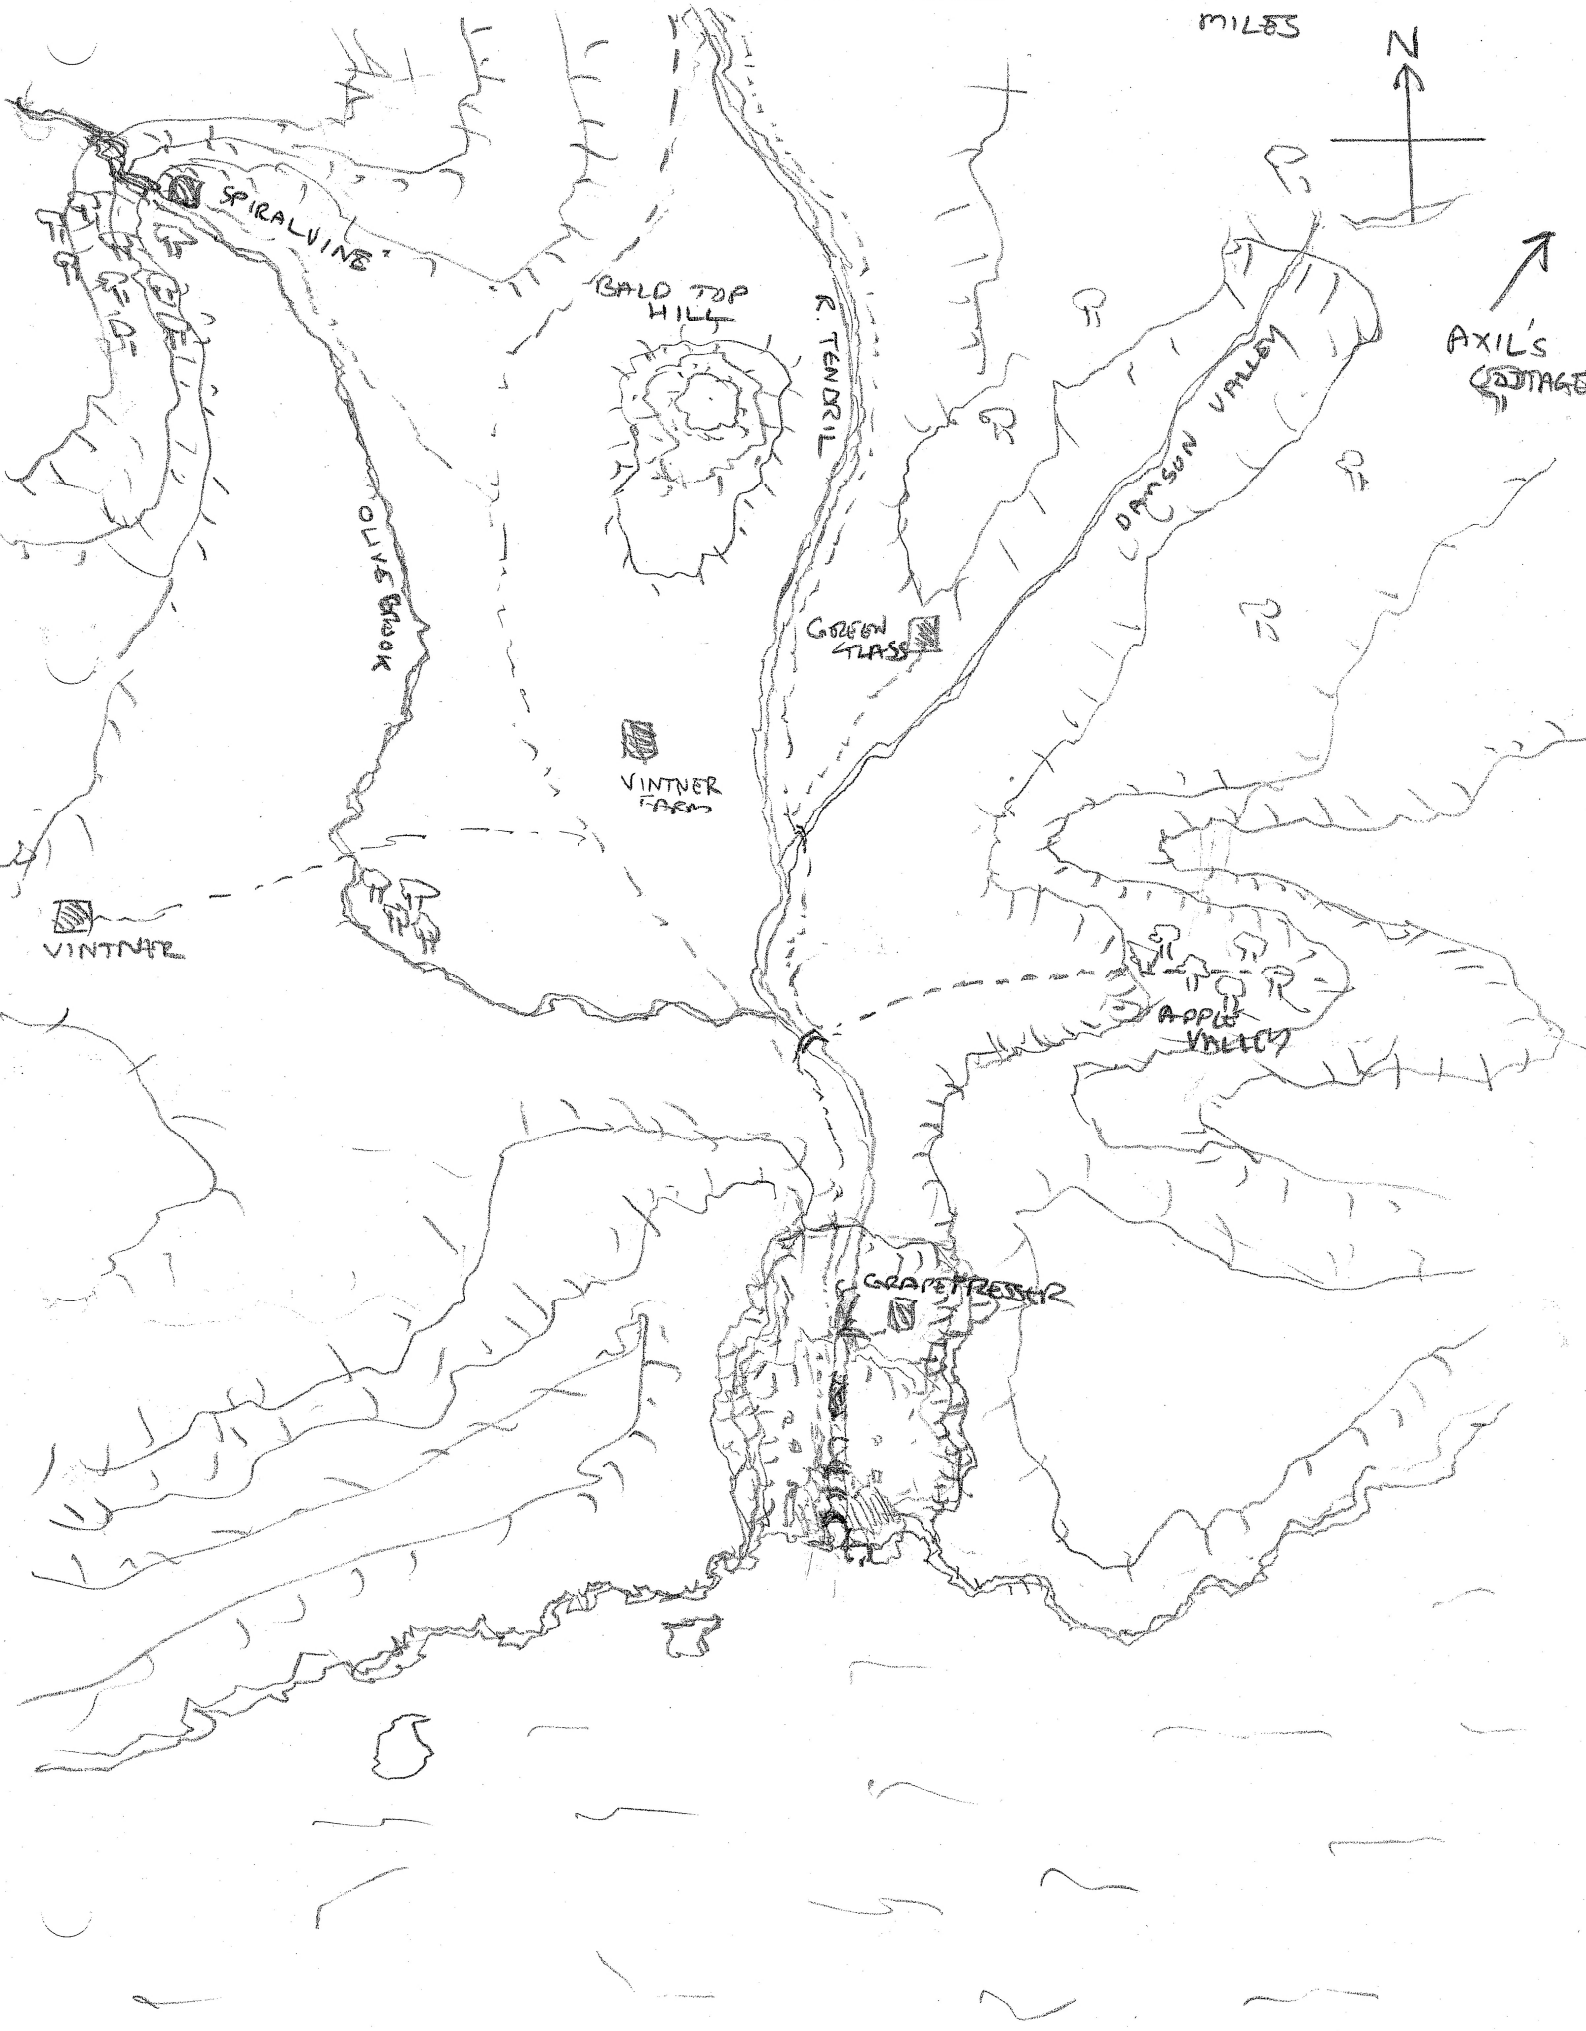 MILES
N
SPIRALVINE
BALD TOP
HILL
R. TENDRIL
AXIL'S
COTTAGE
DAMSUN VALLEY
OLIVE BROOK
GREEN
GLASS
VINTNER
FARM
VINTNER
APPLE
VALLEY
GRAPEPRESSER